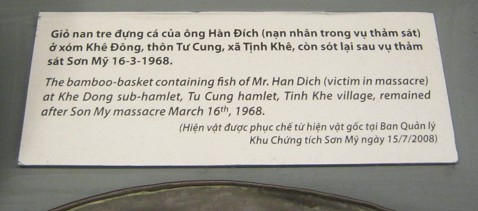 Giỏ nan tre đựng cá của ông Hàn Đích (nạn nhân trong vụ thảm sát)
ở xóm Khê Đông, thôn Tư Cung, xã Tịnh Khê, còn sót lại sau vụ thảm
sát Sơn Mỹ 16-3-1968.
The bamboo-basket containing fish of Mr. Han Dich (victim in massacre)
at Khe Dong sub-hamlet, Tu Cung hamlet, Tinh Khe village, remained
after Son My massacre March 16th, 1968.
(Hiện vật được phục chế từ hiện vật gốc tại Ban Quản lý
Khu Chứng tích Sơn Mỹ ngày 15/7/2008)